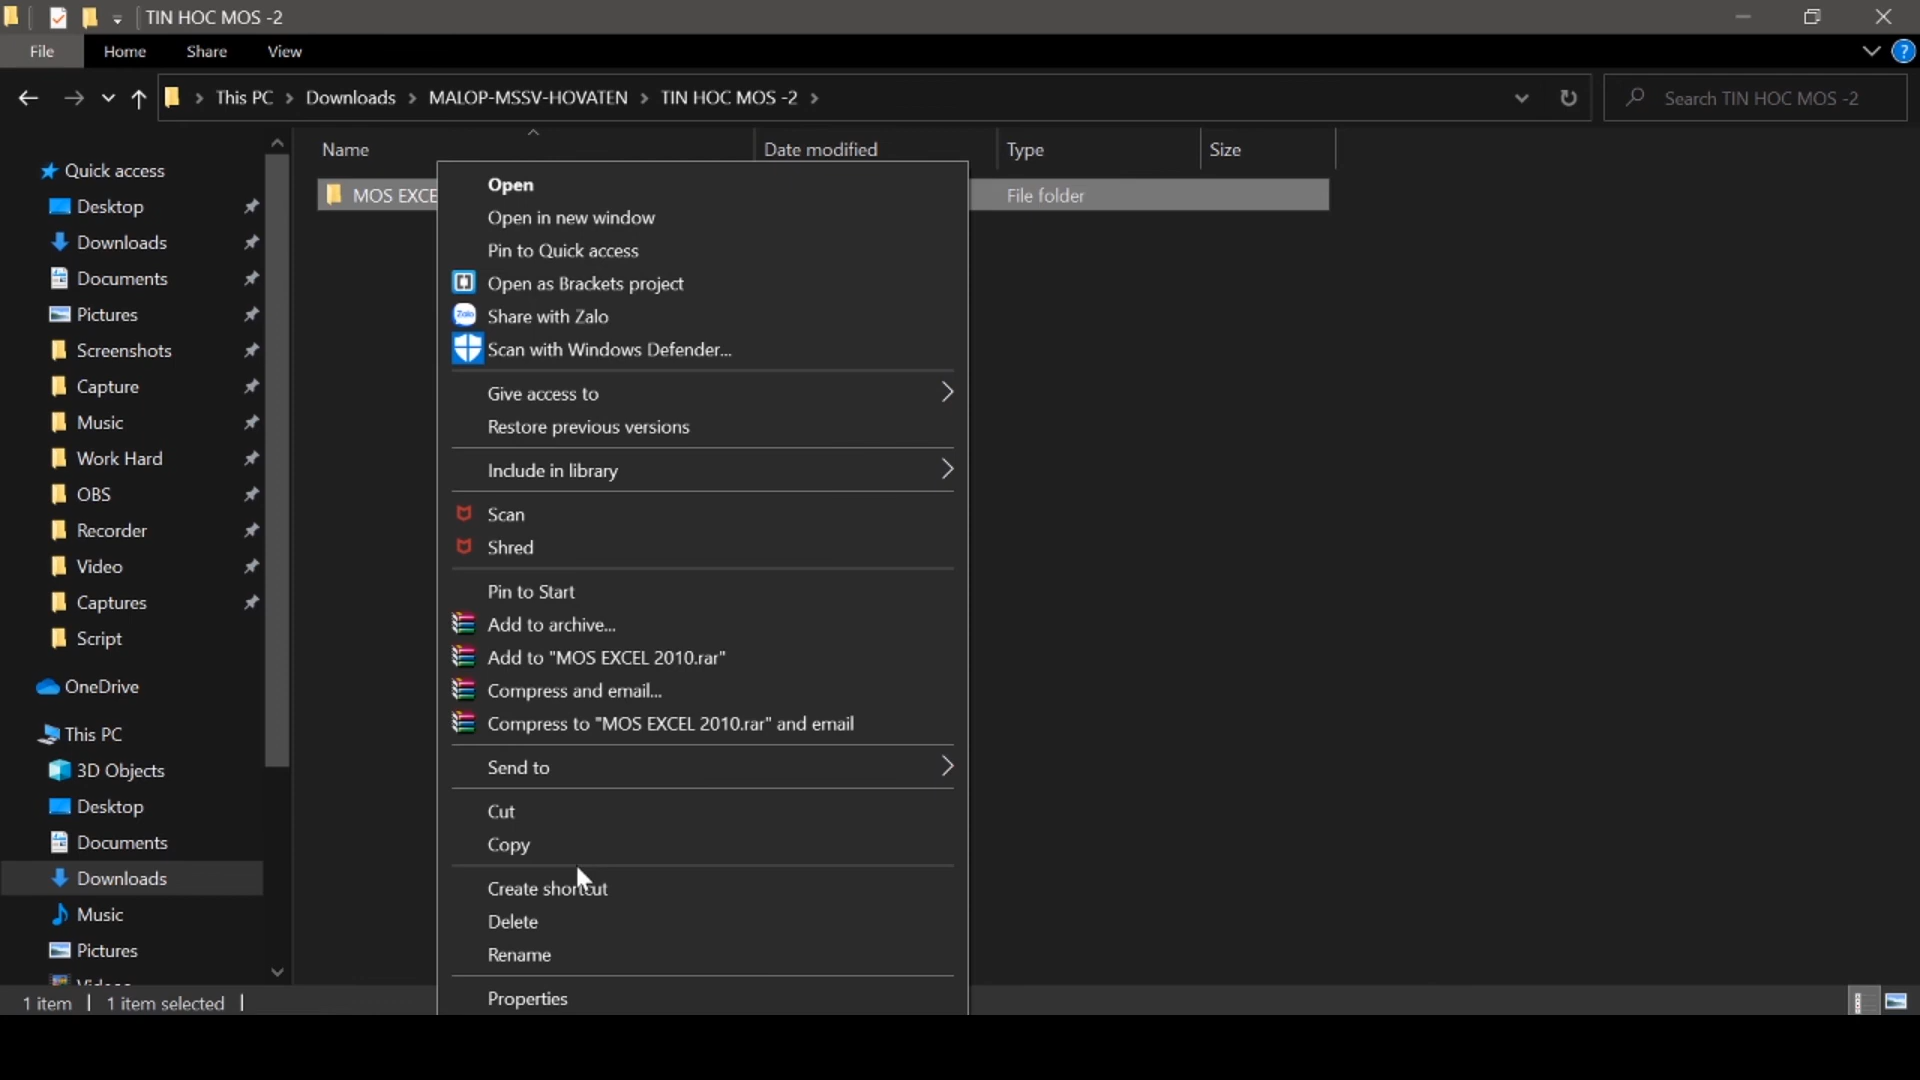 TIN HOC MOS -2
File Home Share View
This PC > Downloads > MALOP-MSSV-HOVATEN > TIN HOC MOS -2 >
Search TIN HOC MOS -2
Name Date modified Type Size
MOS EXCE File folder
Quick access
Desktop
Downloads
Documents
Pictures
Screenshots
Capture
Music
Work Hard
OBS
Recorder
Video
Captures
Script
OneDrive
This PC
3D Objects
Desktop
Documents
Downloads
Music
Pictures
Open
Open in new window
Pin to Quick access
Open as Brackets project
Zalo Share with Zalo
Scan with Windows Defender...
Give access to
Restore previous versions
Include in library
Scan
Shred
Pin to Start
Add to archive...
Add to "MOS EXCEL 2010.rar"
Compress and email...
Compress to "MOS EXCEL 2010.rar" and email
Send to
Cut
Copy
Create shortcut
Delete
Rename
Properties
1 item | 1 item selected |